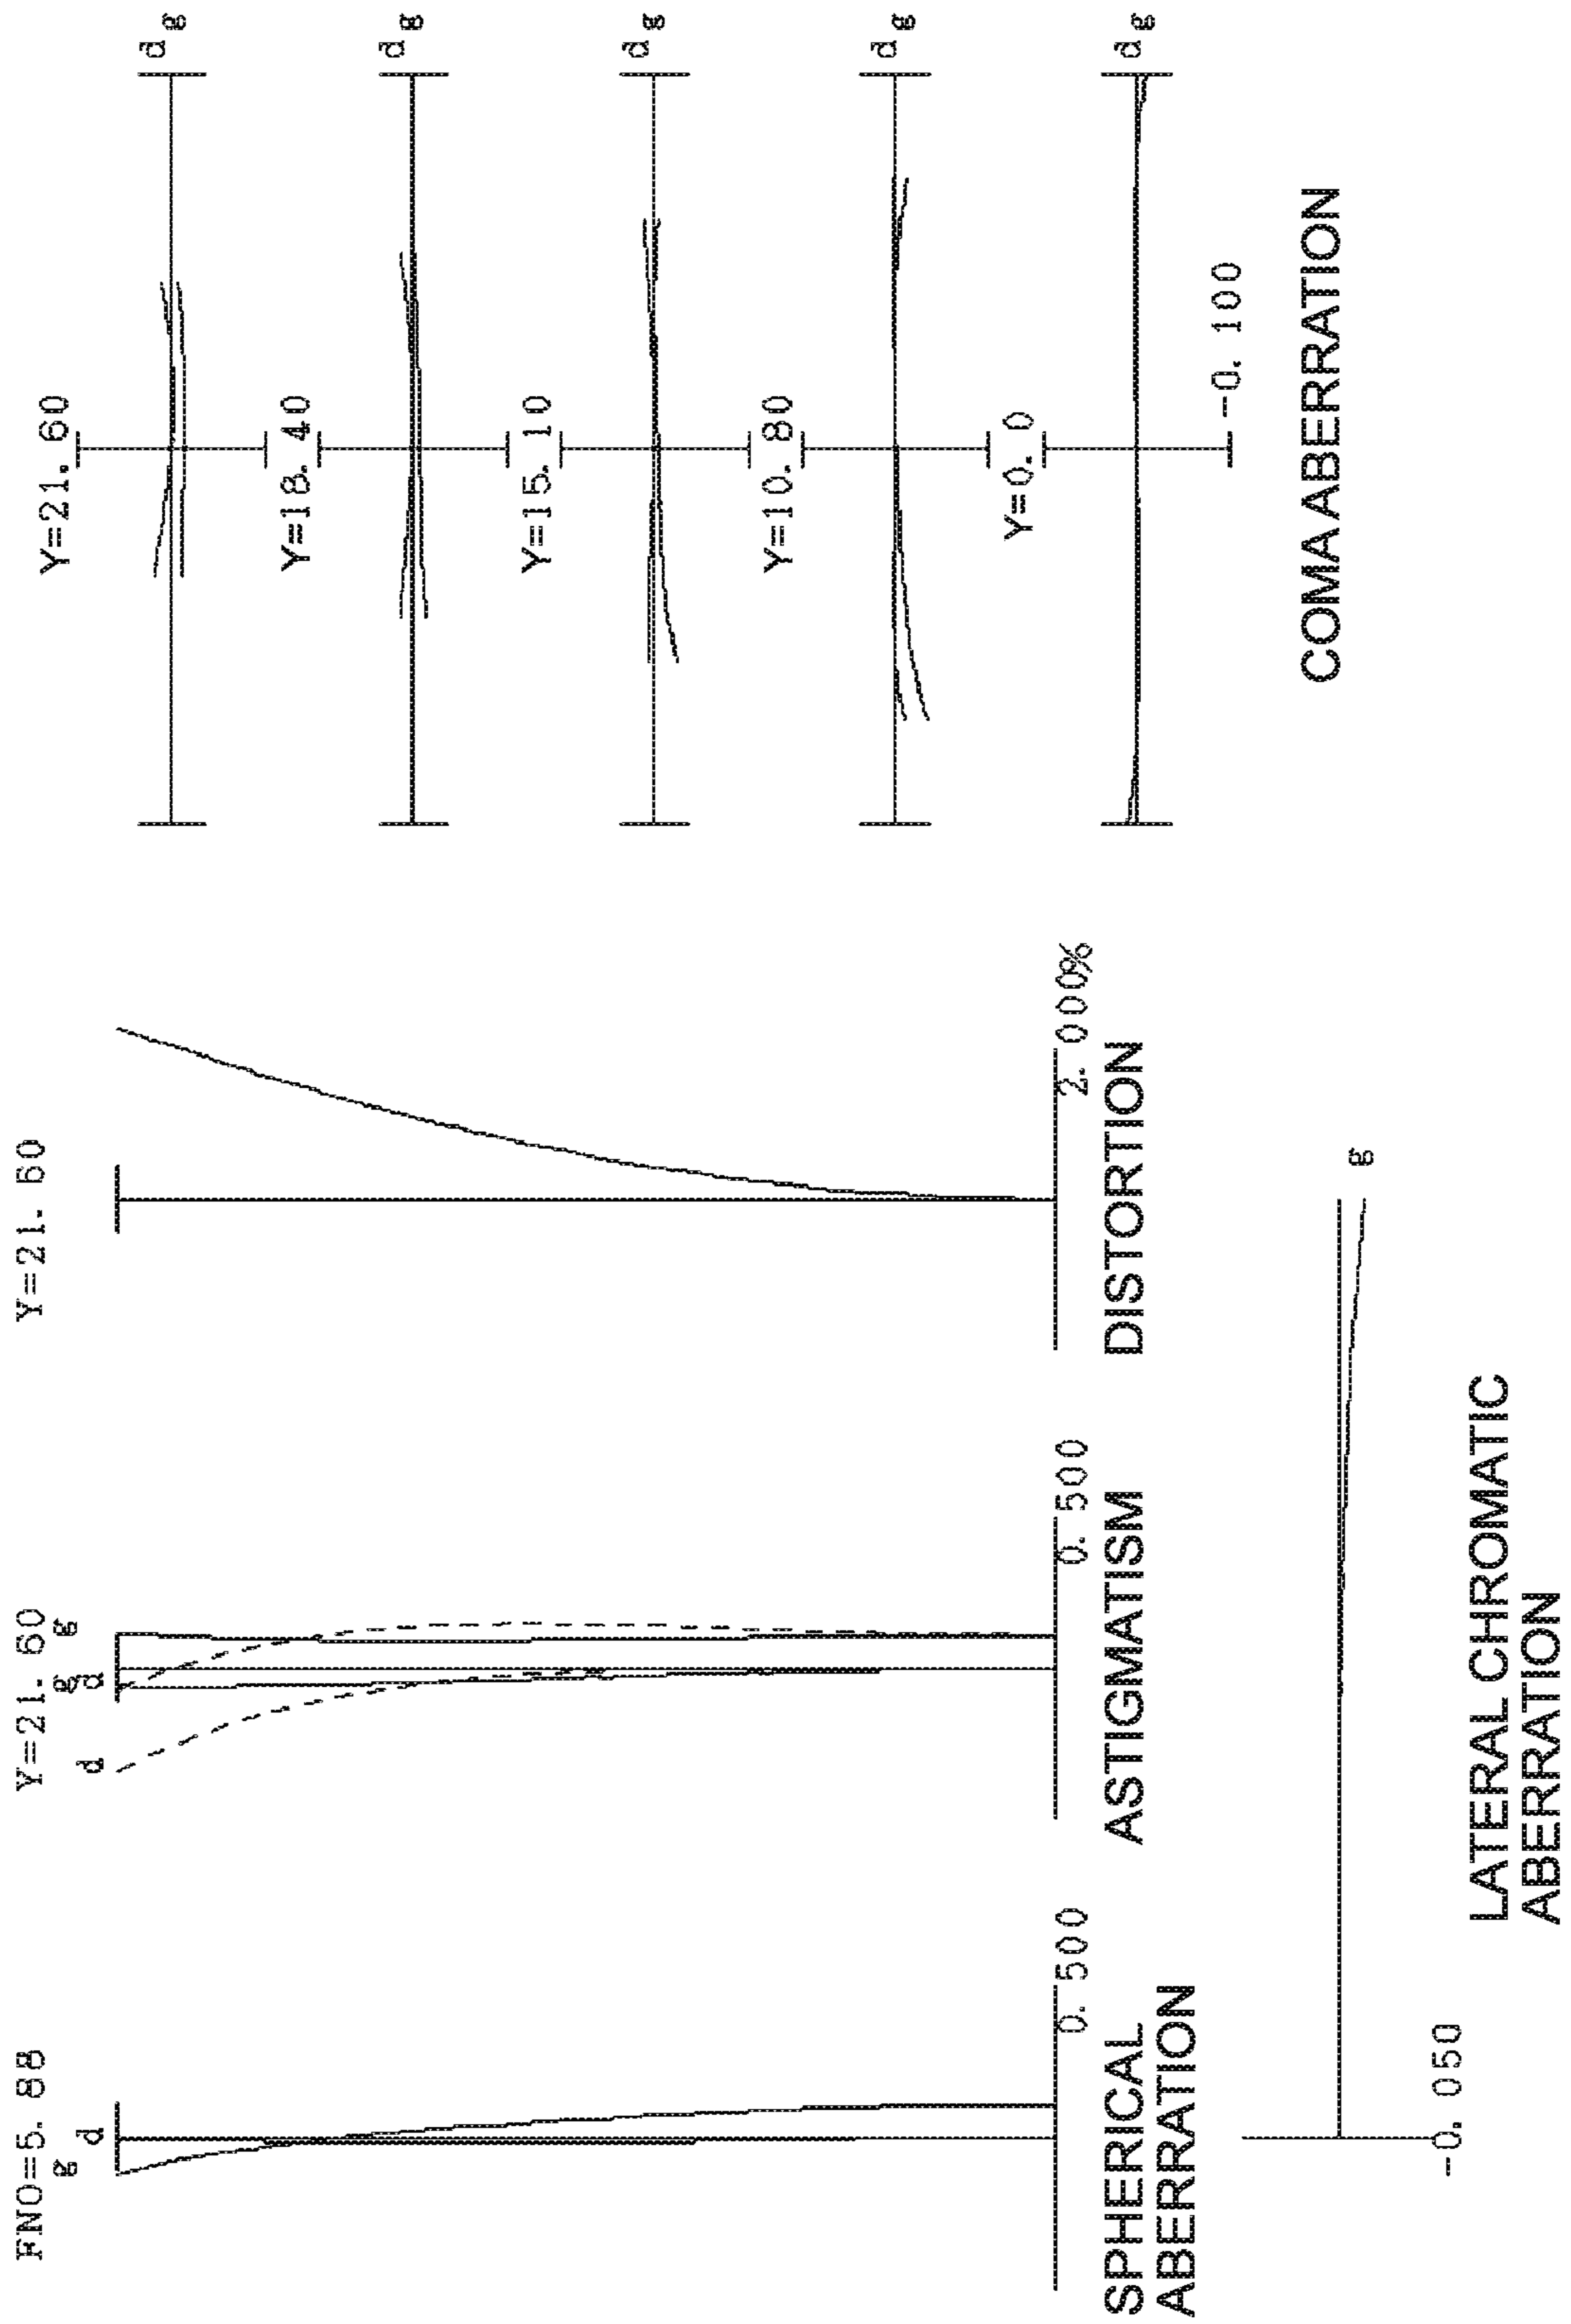 FNO=5.88
g
d
0.500
SPHERICAL
ABERRATION
Y=21.60
g
g
d
d
0.500
ASTIGMATISM
Y=21.60
2.000%
DISTORTION
Y=21.60
d
g
Y=18.40
d
g
Y=15.10
d
g
Y=10.80
d
g
Y=0.0
d
g
-0.100
COMA ABERRATION
g
-0.050
LATERAL CHROMATIC
ABERRATION